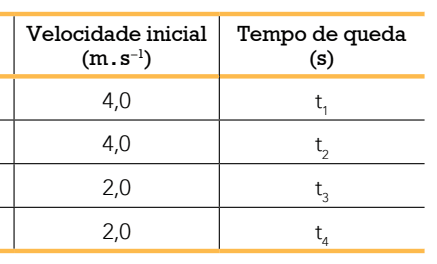 Velocidade inicial Tempo de queda
(m.s⁻¹) (s)
4,0 t₁
4,0 t₂
2,0 t₃
2,0 t₄